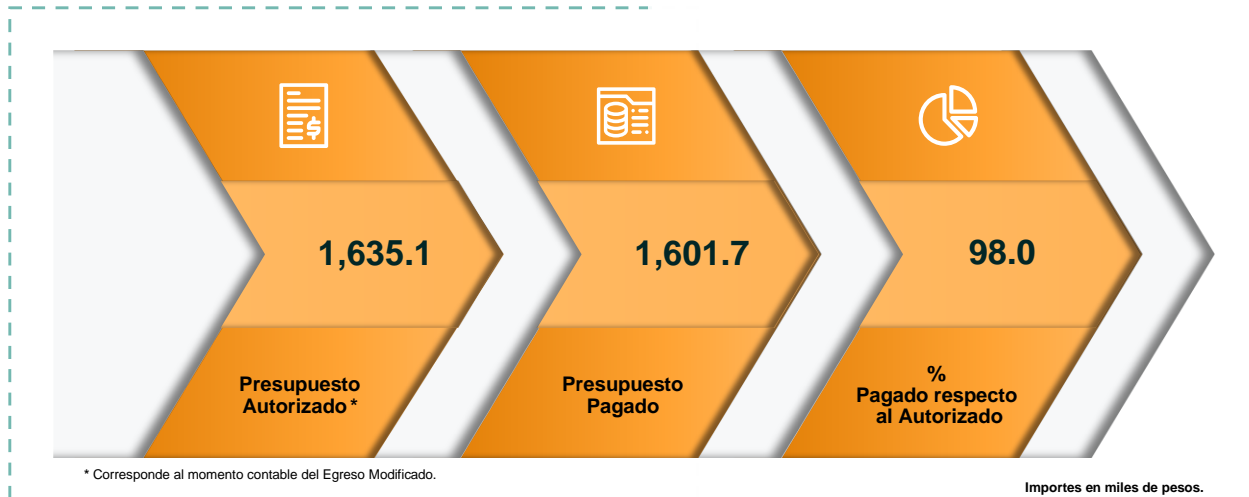 1,635.1
1,601.7
98.0
Presupuesto
Autorizado *
Presupuesto
Pagado
%
Pagado respecto
al Autorizado
* Corresponde al momento contable del Egreso Modificado.
Importes en miles de pesos.